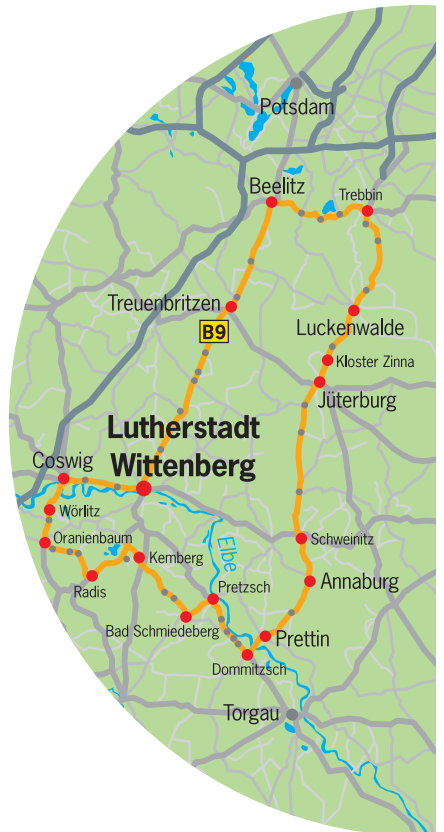 Potsdam
Beelitz
Trebbin
Treuenbritzen
B9
Luckenwalde
Kloster Zinna
Jüterburg
Lutherstadt
Wittenberg
Coswig
Wörlitz
Oranienbaum
Elbe
Schweinitz
Kemberg
Radis
Pretzsch
Annaburg
Bad Schmiedeberg
Prettin
Dommitzsch
Torgau